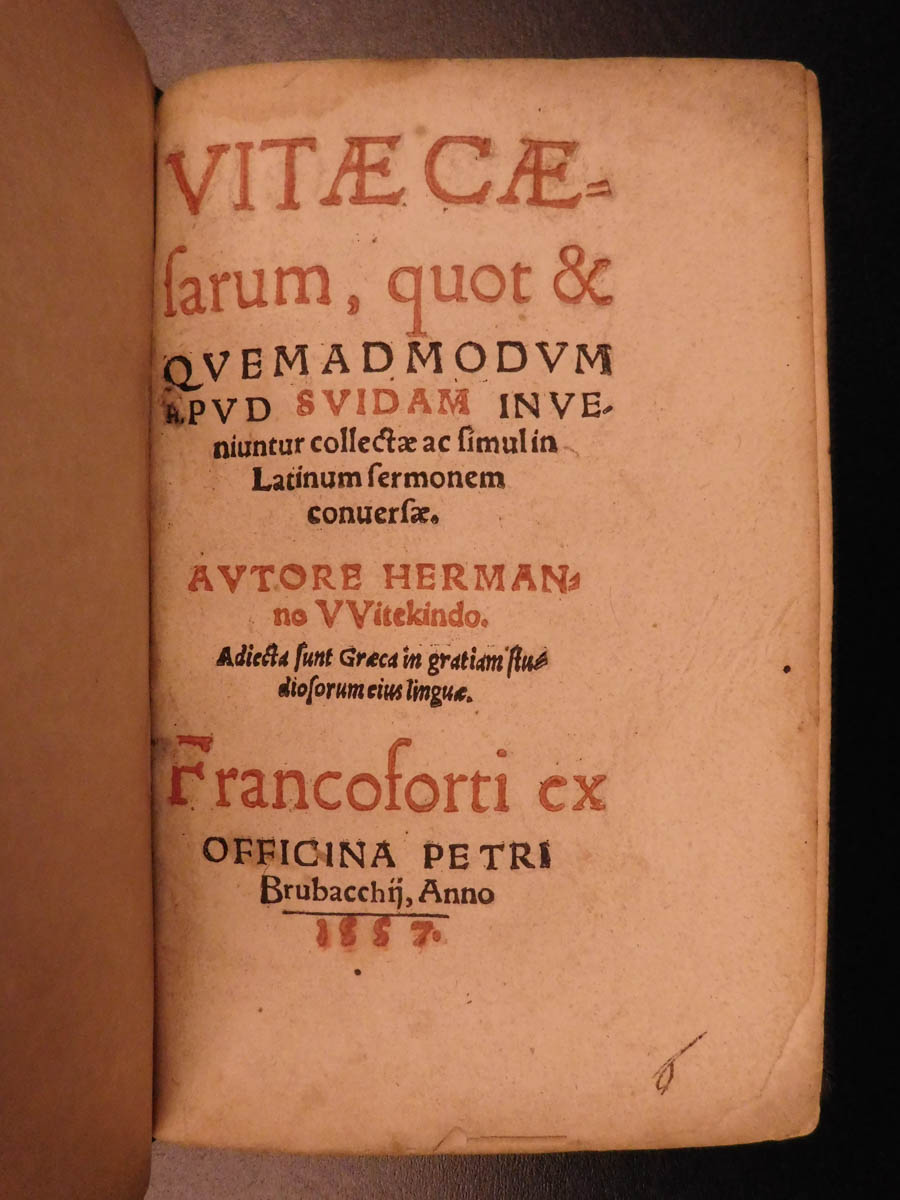 VITÆ CÆ-
ſarum, quot &
QVEMADMODVM
APVD SVIDAM INVE-
niuntur collectæ ac ſimul in
Latinum ſermonem
conuerſæ.
AVTORE HERMAN-
no VVitekindo.
Adiecta ſunt Græca in gratiam ſtu-
dioſorum eius linguæ.
Francoforti ex
OFFICINA PETRI
Brubacchij, Anno
1557.